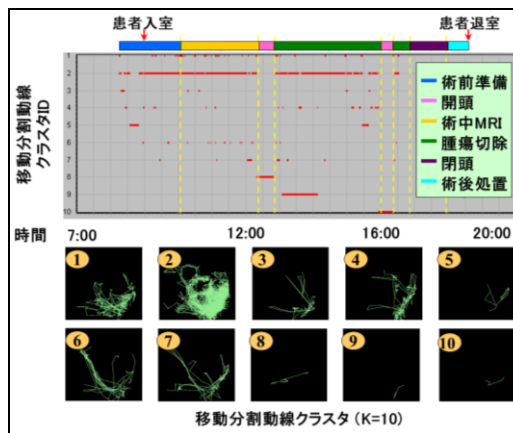 患者入室 患者退室
1
2
3
4
5
6
7
8
9
10
移動分割動線
クラスタID
術前準備
開頭
術中MRI
腫瘍切除
閉頭
術後処置
時間 7:00 12:00 16:00 20:00
1 2 3 4 5
6 7 8 9 10
移動分割動線クラスタ (K=10)